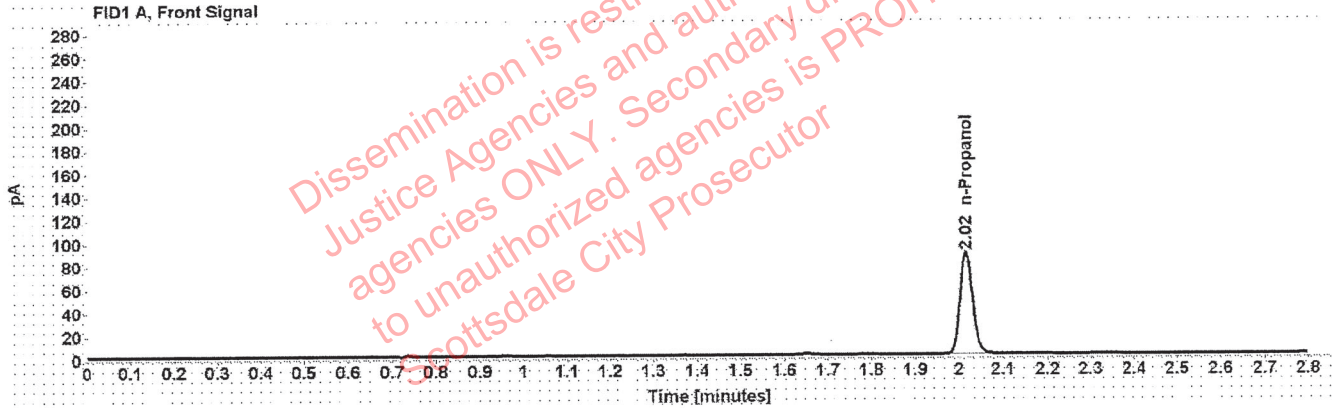 FID1 A, Front Signal
280
260
240
220
200
180
160
140
120
100
80
60
40
20
0
pA
2.02 n-Propanol
0 0.1 0.2 0.3 0.4 0.5 0.6 0.7 0.8 0.9 1 1.1 1.2 1.3 1.4 1.5 1.6 1.7 1.8 1.9 2 2.1 2.2 2.3 2.4 2.5 2.6 2.7 2.8
Time [minutes]
Dissemination is
Justice Agencies and
agencies ONLY. Secondary
to unauthorized agencies is
Scottsdale City Prosecutor